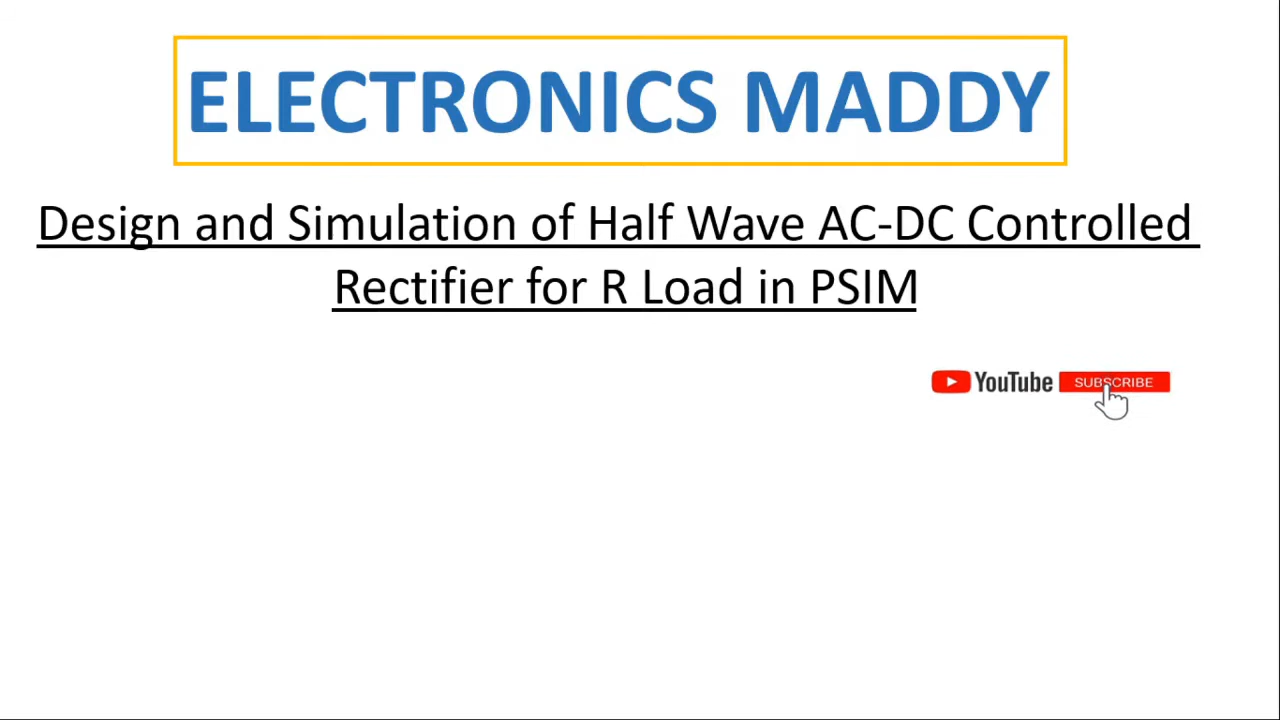 ELECTRONICS MADDY
Design and Simulation of Half Wave AC-DC Controlled
Rectifier for R Load in PSIM
YouTube SUBSCRIBE